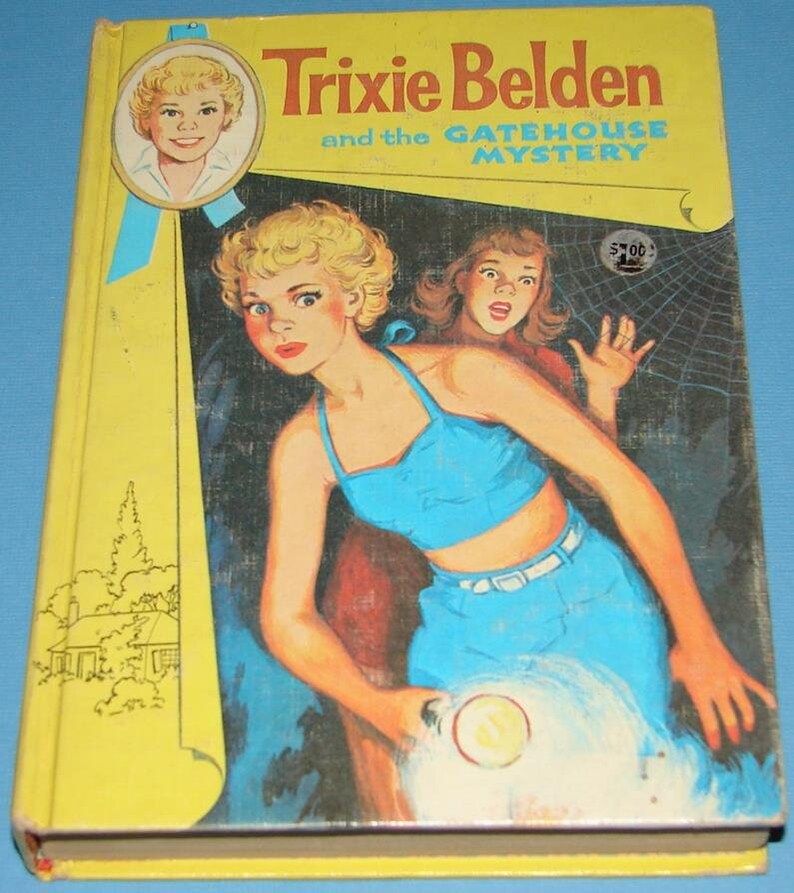 Trixie Belden
and the GATEHOUSE
MYSTERY
$1.00